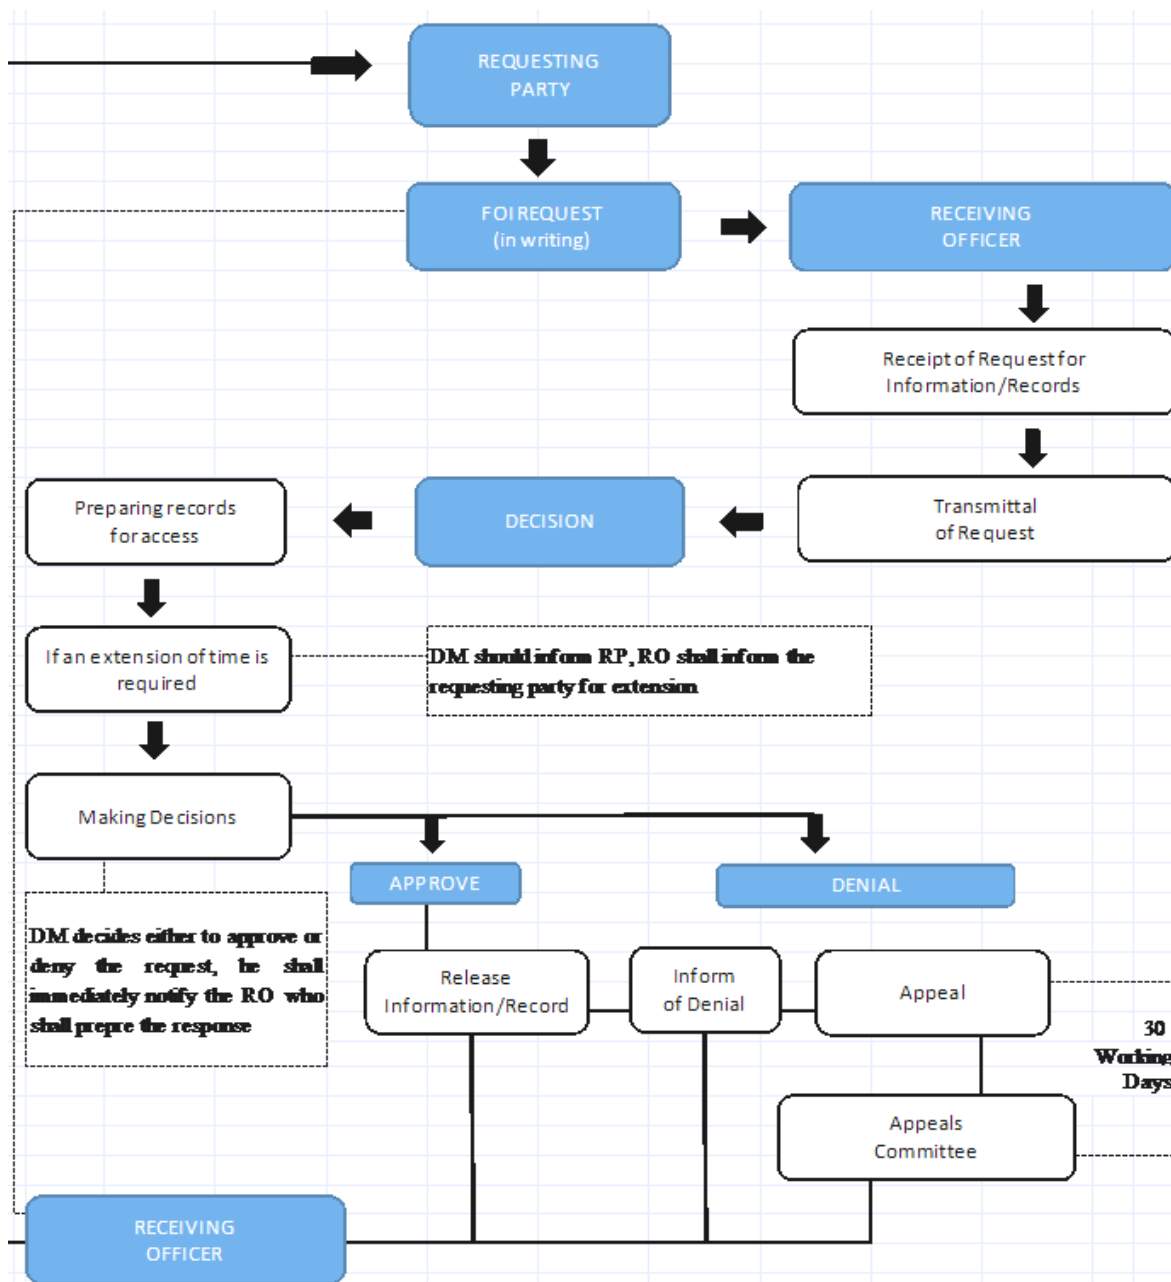 REQUESTING
PARTY
FOI REQUEST
(in writing)
RECEIVING
OFFICER
Receipt of Request for
Information/Records
Transmittal
of Request
DECISION
Preparing records
for access
If an extension of time is
required
DM should inform RP, RO shall inform the
requesting party for extension
Making Decisions
APPROVE
DENIAL
DM decides either to approve or
deny the request, he shall
immediately notify the RO who
shall prepre the response
Release
Information/Record
Inform
of Denial
Appeal
30
Working
Days
Appeals
Committee
RECEIVING
OFFICER